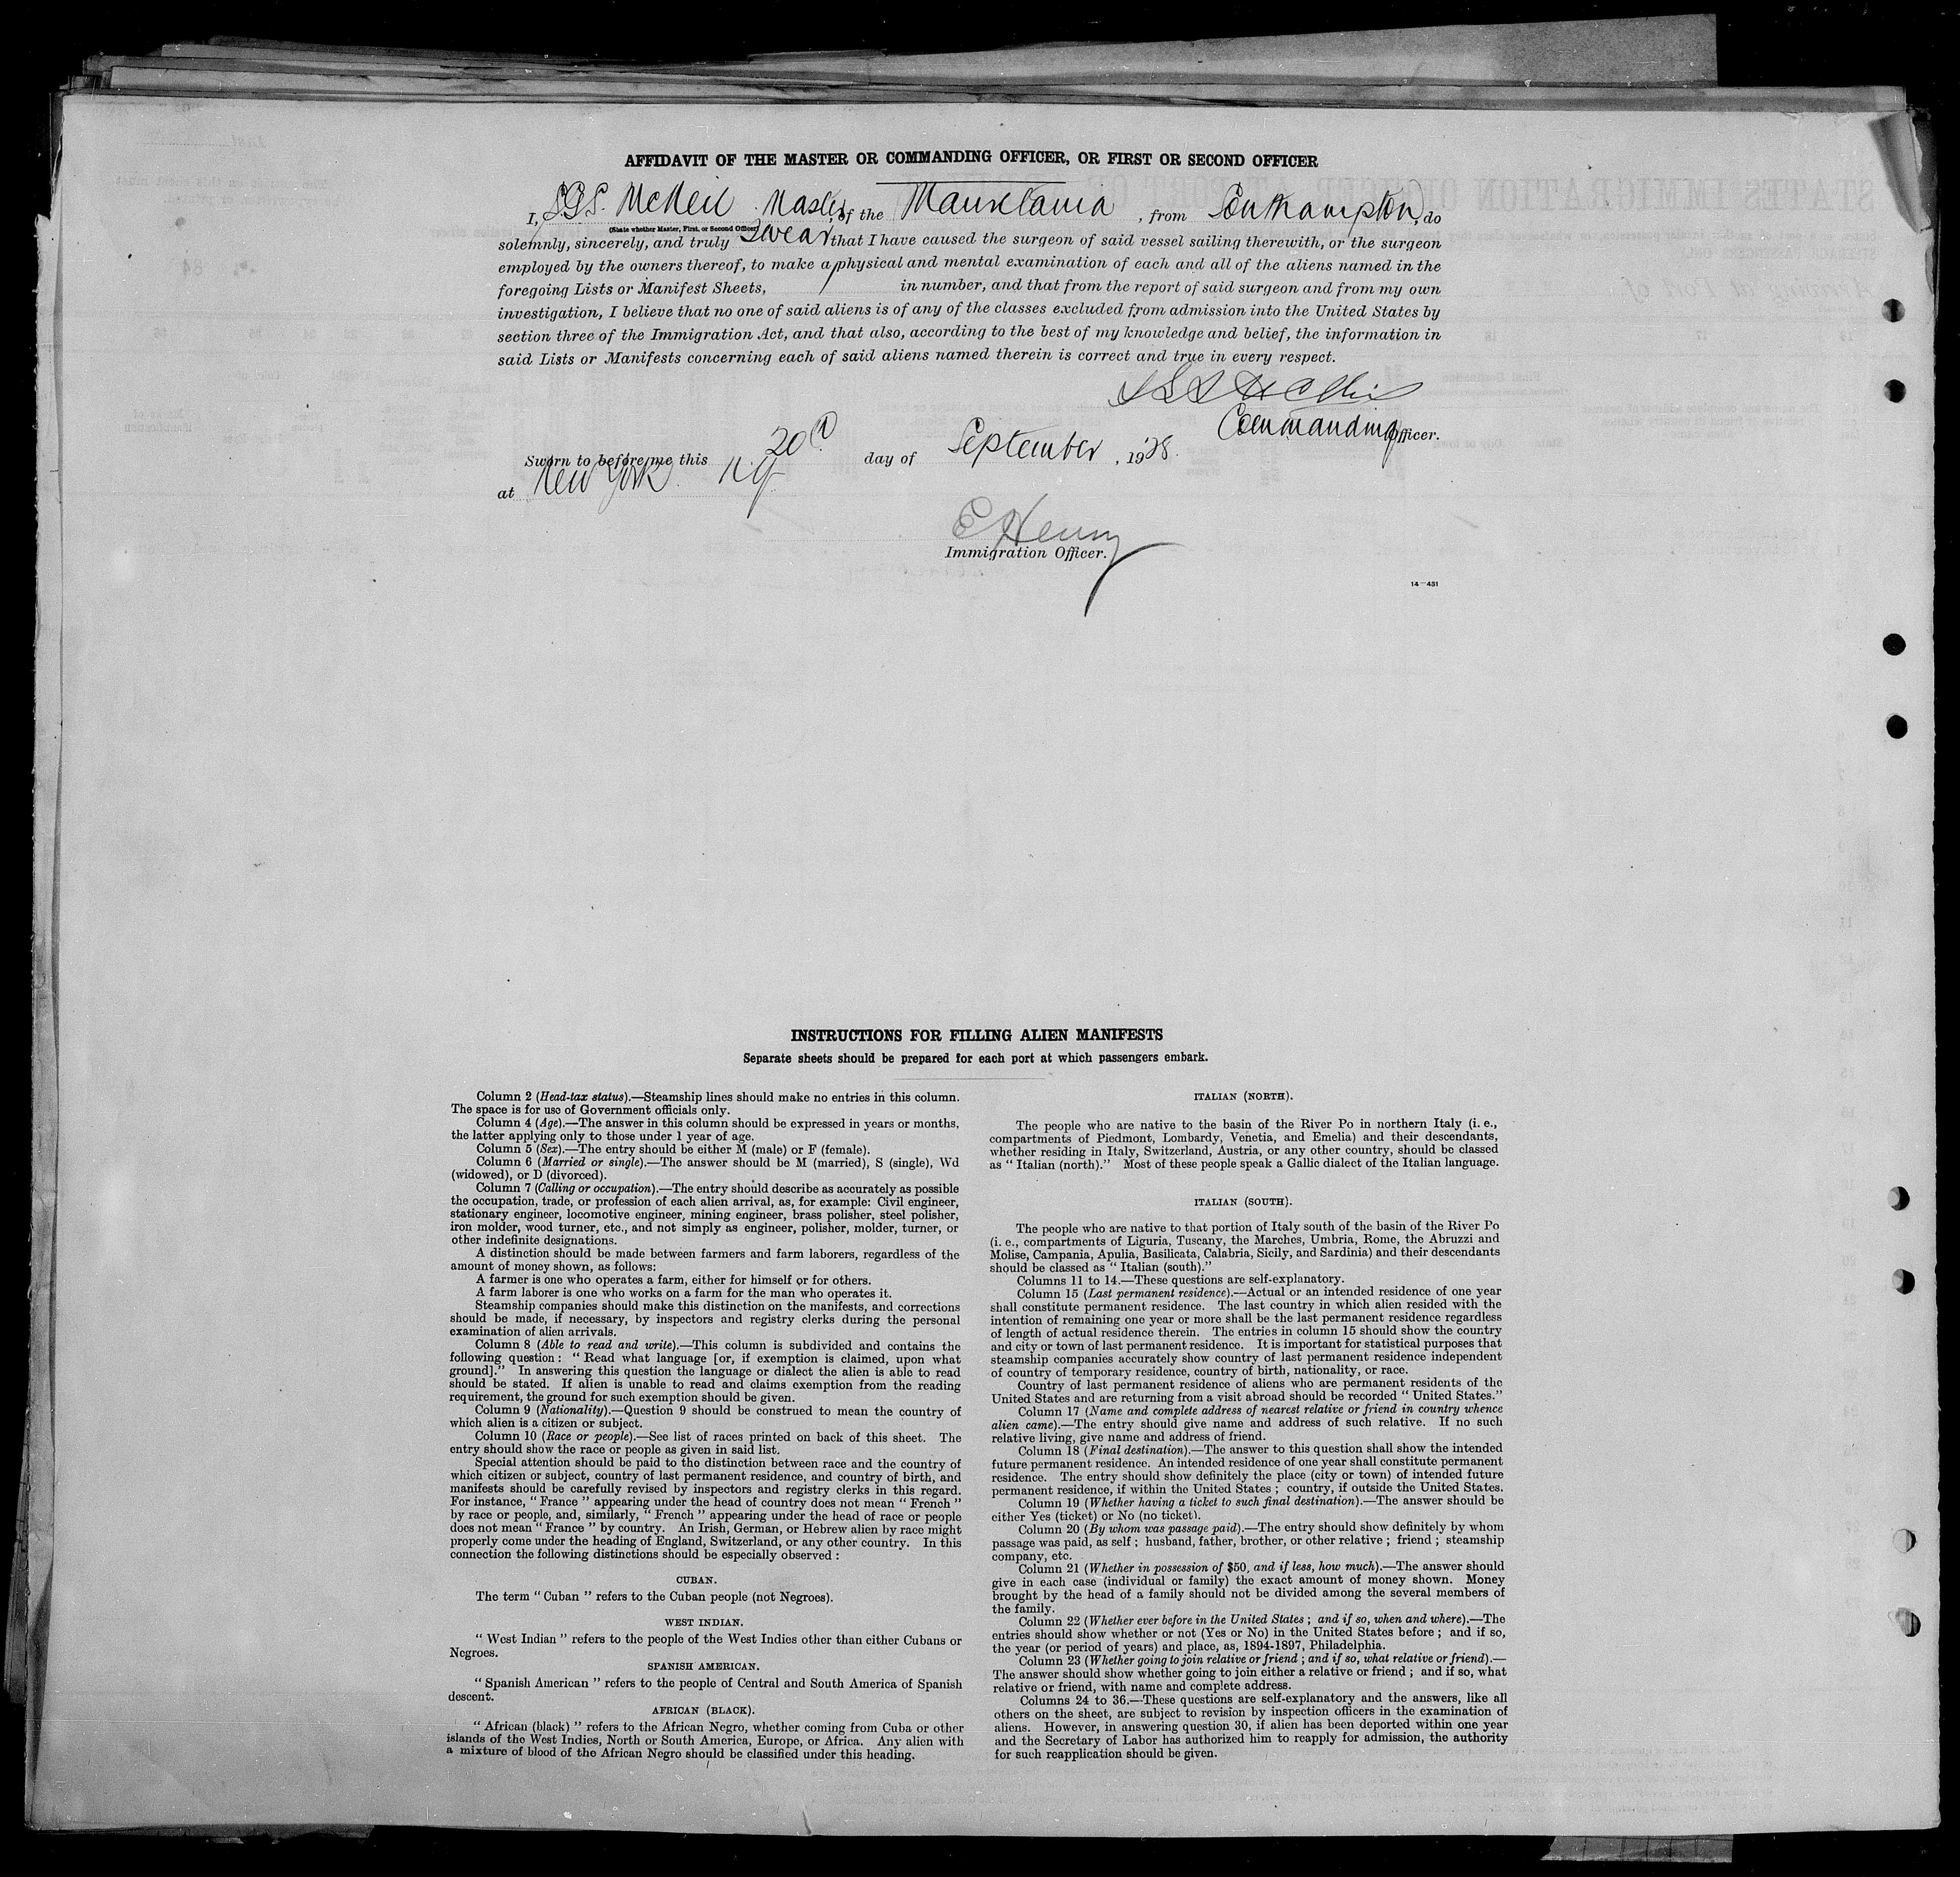 AFFIDAVIT OF THE MASTER OR COMMANDING OFFICER, OR FIRST OR SECOND OFFICER
I, S.G.S. McNeil Master, of the Mauretania, from Southampton, do
(State whether Master, First, or Second Officer)
solemnly, sincerely, and truly swear that I have caused the surgeon of said vessel sailing therewith, or the surgeon
employed by the owners thereof, to make a physical and mental examination of each and all of the aliens named in the
foregoing Lists or Manifest Sheets, 1 in number, and that from the report of said surgeon and from my own
investigation, I believe that no one of said aliens is of any of the classes excluded from admission into the United States by
section three of the Immigration Act, and that also, according to the best of my knowledge and belief, the information in
said Lists or Manifests concerning each of said aliens named therein is correct and true in every respect.
Commanding Officer.
Sworn to before me this 20th day of September, 1928.
at New York. N.Y.
E Henry
Immigration Officer.
14—431
INSTRUCTIONS FOR FILLING ALIEN MANIFESTS
Separate sheets should be prepared for each port at which passengers embark.
Column 2 (Head-tax status).—Steamship lines should make no entries in this column.
The space is for use of Government officials only.
Column 4 (Age).—The answer in this column should be expressed in years or months,
the latter applying only to those under 1 year of age.
Column 5 (Sex).—The entry should be either M (male) or F (female).
Column 6 (Married or single).—The answer should be M (married), S (single), Wd
(widowed), or D (divorced).
Column 7 (Calling or occupation).—The entry should describe as accurately as possible
the occupation, trade, or profession of each alien arrival, as, for example: Civil engineer,
stationary engineer, locomotive engineer, mining engineer, brass polisher, steel polisher,
iron molder, wood turner, etc., and not simply as engineer, polisher, molder, turner, or
other indefinite designations.
A distinction should be made between farmers and farm laborers, regardless of the
amount of money shown, as follows:
A farmer is one who operates a farm, either for himself or for others.
A farm laborer is one who works on a farm for the man who operates it.
Steamship companies should make this distinction on the manifests, and corrections
should be made, if necessary, by inspectors and registry clerks during the personal
examination of alien arrivals.
Column 8 (Able to read and write).—This column is subdivided and contains the
following question: “ Read what language [or, if exemption is claimed, upon what
ground].” In answering this question the language or dialect the alien is able to read
should be stated. If alien is unable to read and claims exemption from the reading
requirement, the ground for such exemption should be given.
Column 9 (Nationality).—Question 9 should be construed to mean the country of
which alien is a citizen or subject.
Column 10 (Race or people).—See list of races printed on back of this sheet. The
entry should show the race or people as given in said list.
Special attention should be paid to the distinction between race and the country of
which citizen or subject, country of last permanent residence, and country of birth, and
manifests should be carefully revised by inspectors and registry clerks in this regard.
For instance, “ France ” appearing under the head of country does not mean “ French ”
by race or people, and, similarly, “ French ” appearing under the head of race or people
does not mean “ France ” by country. An Irish, German, or Hebrew alien by race might
properly come under the heading of England, Switzerland, or any other country. In this
connection the following distinctions should be especially observed :
CUBAN.
The term “ Cuban ” refers to the Cuban people (not Negroes).
WEST INDIAN.
“ West Indian ” refers to the people of the West Indies other than either Cubans or
Negroes.
SPANISH AMERICAN.
“ Spanish American ” refers to the people of Central and South America of Spanish
descent.
AFRICAN (BLACK).
“ African (black) ” refers to the African Negro, whether coming from Cuba or other
islands of the West Indies, North or South America, Europe, or Africa. Any alien with
a mixture of blood of the African Negro should be classified under this heading.
ITALIAN (NORTH).
The people who are native to the basin of the River Po in northern Italy (i. e.,
compartments of Piedmont, Lombardy, Venetia, and Emelia) and their descendants,
whether residing in Italy, Switzerland, Austria, or any other country, should be classed
as “ Italian (north).” Most of these people speak a Gallic dialect of the Italian language.
ITALIAN (SOUTH).
The people who are native to that portion of Italy south of the basin of the River Po
(i. e., compartments of Liguria, Tuscany, the Marches, Umbria, Rome, the Abruzzi and
Molise, Campania, Apulia, Basilicata, Calabria, Sicily, and Sardinia) and their descendants
should be classed as “ Italian (south).”
Columns 11 to 14.—These questions are self-explanatory.
Column 15 (Last permanent residence).—Actual or an intended residence of one year
shall constitute permanent residence. The last country in which alien resided with the
intention of remaining one year or more shall be the last permanent residence regardless
of length of actual residence therein. The entries in column 15 should show the country
and city or town of last permanent residence. It is important for statistical purposes that
steamship companies accurately show country of last permanent residence independent
of country of temporary residence, country of birth, nationality, or race.
Country of last permanent residence of aliens who are permanent residents of the
United States and are returning from a visit abroad should be recorded “ United States.”
Column 17 (Name and complete address of nearest relative or friend in country whence
alien came).—The entry should give name and address of such relative. If no such
relative living, give name and address of friend.
Column 18 (Final destination).—The answer to this question shall show the intended
future permanent residence. An intended residence of one year shall constitute permanent
residence. The entry should show definitely the place (city or town) of intended future
permanent residence, if within the United States ; country, if outside the United States.
Column 19 (Whether having a ticket to such final destination).—The answer should be
either Yes (ticket) or No (no ticket).
Column 20 (By whom was passage paid).—The entry should show definitely by whom
passage was paid, as self ; husband, father, brother, or other relative ; friend ; steamship
company, etc.
Column 21 (Whether in possession of $50, and if less, how much).—The answer should
give in each case (individual or family) the exact amount of money shown. Money
brought by the head of a family should not be divided among the several members of
the family.
Column 22 (Whether ever before in the United States ; and if so, when and where).—The
entries should show whether or not (Yes or No) in the United States before ; and if so,
the year (or period of years) and place, as, 1894-1897, Philadelphia.
Column 23 (Whether going to join relative or friend ; and if so, what relative or friend).—
The answer should show whether going to join either a relative or friend ; and if so, what
relative or friend, with name and complete address.
Columns 24 to 36.—These questions are self-explanatory and the answers, like all
others on the sheet, are subject to revision by inspection officers in the examination of
aliens. However, in answering question 30, if alien has been deported within one year
and the Secretary of Labor has authorized him to reapply for admission, the authority
for such reapplication should be given.